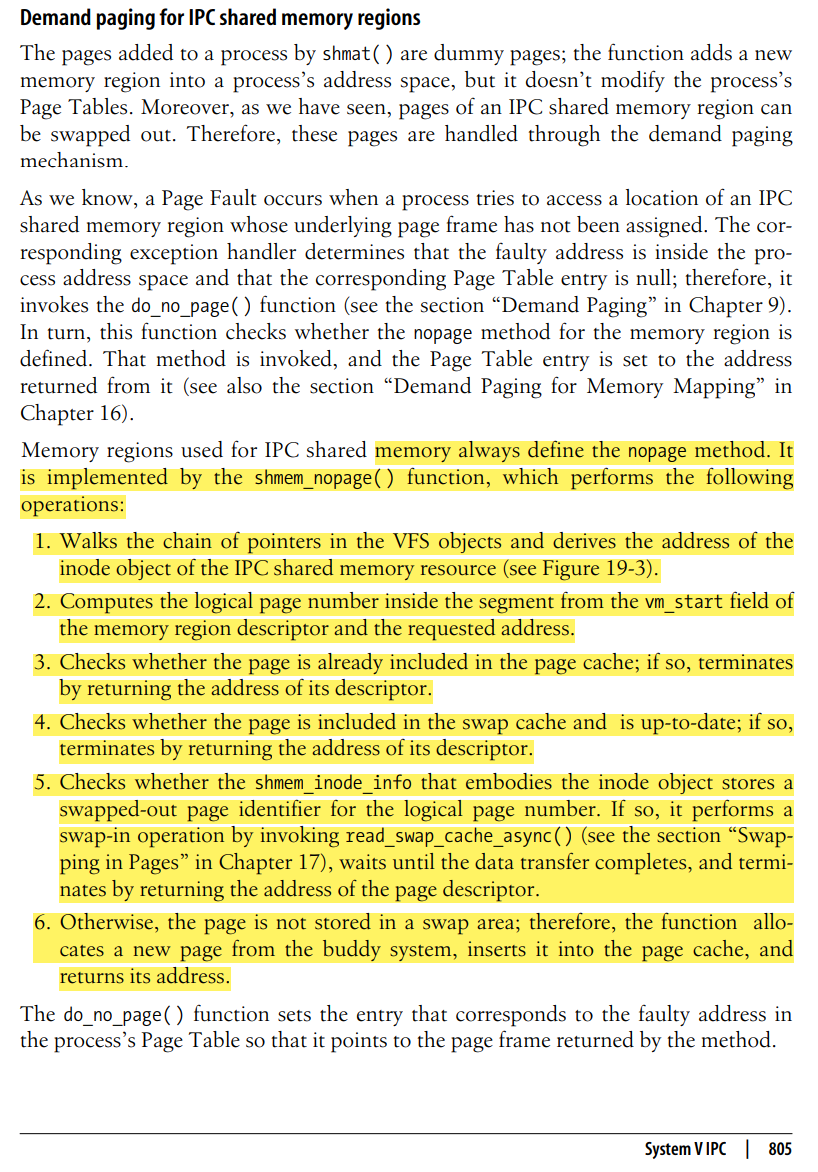 Demand paging for IPC shared memory regions
The pages added to a process by shmat( ) are dummy pages; the function adds a new
memory region into a process’s address space, but it doesn’t modify the process’s
Page Tables. Moreover, as we have seen, pages of an IPC shared memory region can
be swapped out. Therefore, these pages are handled through the demand paging
mechanism.
As we know, a Page Fault occurs when a process tries to access a location of an IPC
shared memory region whose underlying page frame has not been assigned. The cor-
responding exception handler determines that the faulty address is inside the pro-
cess address space and that the corresponding Page Table entry is null; therefore, it
invokes the do_no_page( ) function (see the section “Demand Paging” in Chapter 9).
In turn, this function checks whether the nopage method for the memory region is
defined. That method is invoked, and the Page Table entry is set to the address
returned from it (see also the section “Demand Paging for Memory Mapping” in
Chapter 16).
Memory regions used for IPC shared memory always define the nopage method. It
is implemented by the shmem_nopage( ) function, which performs the following
operations:
1. Walks the chain of pointers in the VFS objects and derives the address of the
inode object of the IPC shared memory resource (see Figure 19-3).
2. Computes the logical page number inside the segment from the vm_start field of
the memory region descriptor and the requested address.
3. Checks whether the page is already included in the page cache; if so, terminates
by returning the address of its descriptor.
4. Checks whether the page is included in the swap cache and is up-to-date; if so,
terminates by returning the address of its descriptor.
5. Checks whether the shmem_inode_info that embodies the inode object stores a
swapped-out page identifier for the logical page number. If so, it performs a
swap-in operation by invoking read_swap_cache_async() (see the section “Swap-
ping in Pages” in Chapter 17), waits until the data transfer completes, and termi-
nates by returning the address of the page descriptor.
6. Otherwise, the page is not stored in a swap area; therefore, the function allo-
cates a new page from the buddy system, inserts it into the page cache, and
returns its address.
The do_no_page( ) function sets the entry that corresponds to the faulty address in
the process’s Page Table so that it points to the page frame returned by the method.
System V IPC | 805